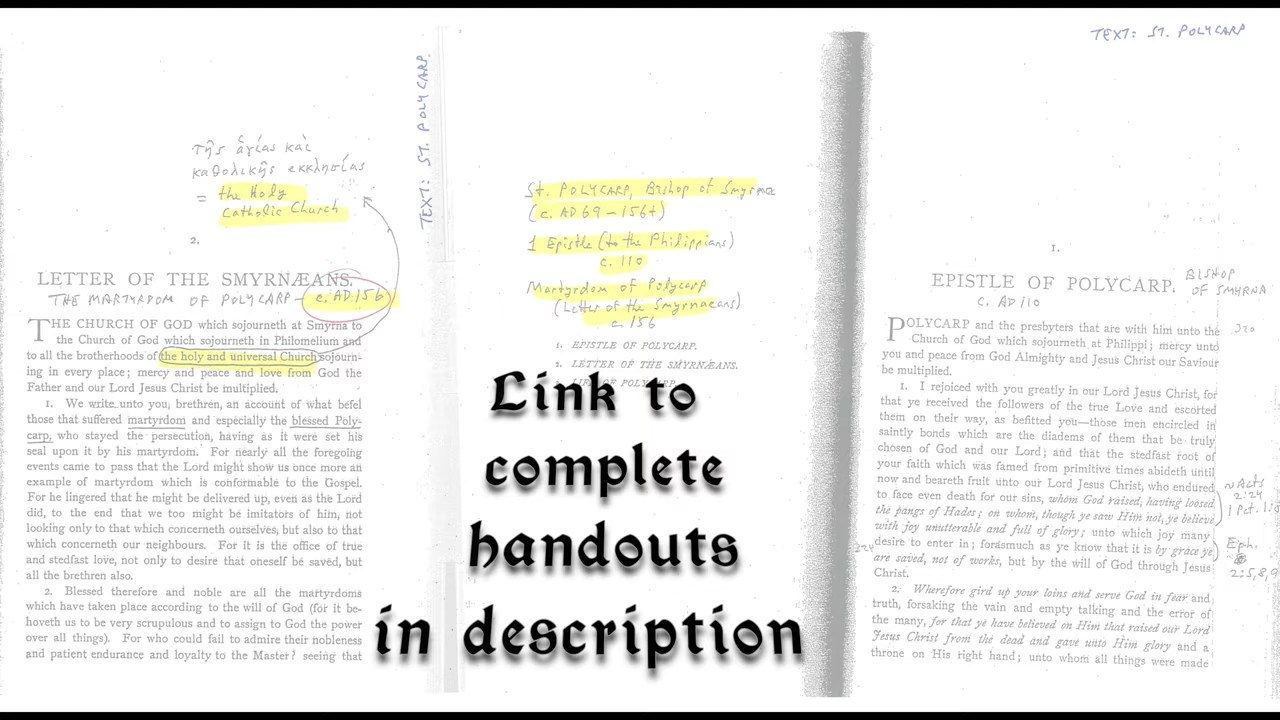 Τῆς ἁγίας καὶ
καθολικῆς εκκλησίας
= the Holy
Catholic Church
2.
LETTER OF THE SMYRNÆANS.
THE MARTYRDOM OF POLYCARP - c. AD 156
THE CHURCH OF GOD which sojourneth at Smyrna to
the Church of God which sojourneth in Philomelium and
to all the brotherhoods of the holy and universal Church sojourn-
ing in every place; mercy and peace and love from God the
Father and our Lord Jesus Christ be multiplied.
1. We write unto you, brethren, an account of what befel
those that suffered martyrdom and especially the blessed Poly-
carp, who stayed the persecution, having as it were set his
seal upon it by his martyrdom. For nearly all the foregoing
events came to pass that the Lord might show us once more an
example of martyrdom which is conformable to the Gospel.
For he lingered that he might be delivered up, even as the Lord
did, to the end that we too might be imitators of him, not
looking only to that which concerneth ourselves, but also to that
which concerneth our neighbours. For it is the office of true
and stedfast love, not only to desire that oneself be saved, but
all the brethren also.
2. Blessed therefore and noble are all the martyrdoms
which have taken place according to the will of God (for it be-
hoveth us to be very scrupulous and to assign to God the power
over all things). For who could fail to admire their nobleness
and patient endurance and loyalty to the Master? seeing that
TEXT: ST. POLYCARP.
St. POLYCARP, Bishop of Smyrna
(c. AD 69-156+)
1 Epistle (to the Philippians)
c. 110
Martyrdom of Polycarp
(Letter of the Smyrnaeans)
c. 156
1. EPISTLE OF POLYCARP.
2. LETTER OF THE SMYRNÆANS.
Link to
complete
handouts
in description
TEXT: ST. POLYCARP
1.
EPISTLE OF POLYCARP. BISHOP
OF SMYRNA
C. AD 110
POLYCARP and the presbyters that are with him unto the
Church of God which sojourneth at Philippi; mercy unto
you and peace from God Almighty and Jesus Christ our Saviour
be multiplied.
1. I rejoiced with you greatly in our Lord Jesus Christ, for
that ye received the followers of the true Love and escorted
them on their way, as befitted you—those men encircled in
saintly bonds which are the diadems of them that be truly
chosen of God and our Lord; and that the stedfast root of
your faith which was famed from primitive times abideth until
now and beareth fruit unto our Lord Jesus Christ, who endured
to face even death for our sins, whom God raised, having loosed
the pangs of Hades; on whom, though ye saw Him not, ye believe
with joy unutterable and full of glory; unto which joy many
desire to enter in; forasmuch as ye know that it is by grace ye
are saved, not of works, but by the will of God through Jesus
Christ.
2. Wherefore gird up your loins and serve God in fear and
truth, forsaking the vain and empty talking and the error of
the many, for that ye have believed on Him that raised our Lord
Jesus Christ from the dead and gave unto Him glory and a
throne on His right hand; unto whom all things were made
~ Act.
2:24
Eph.
2:5,8,9